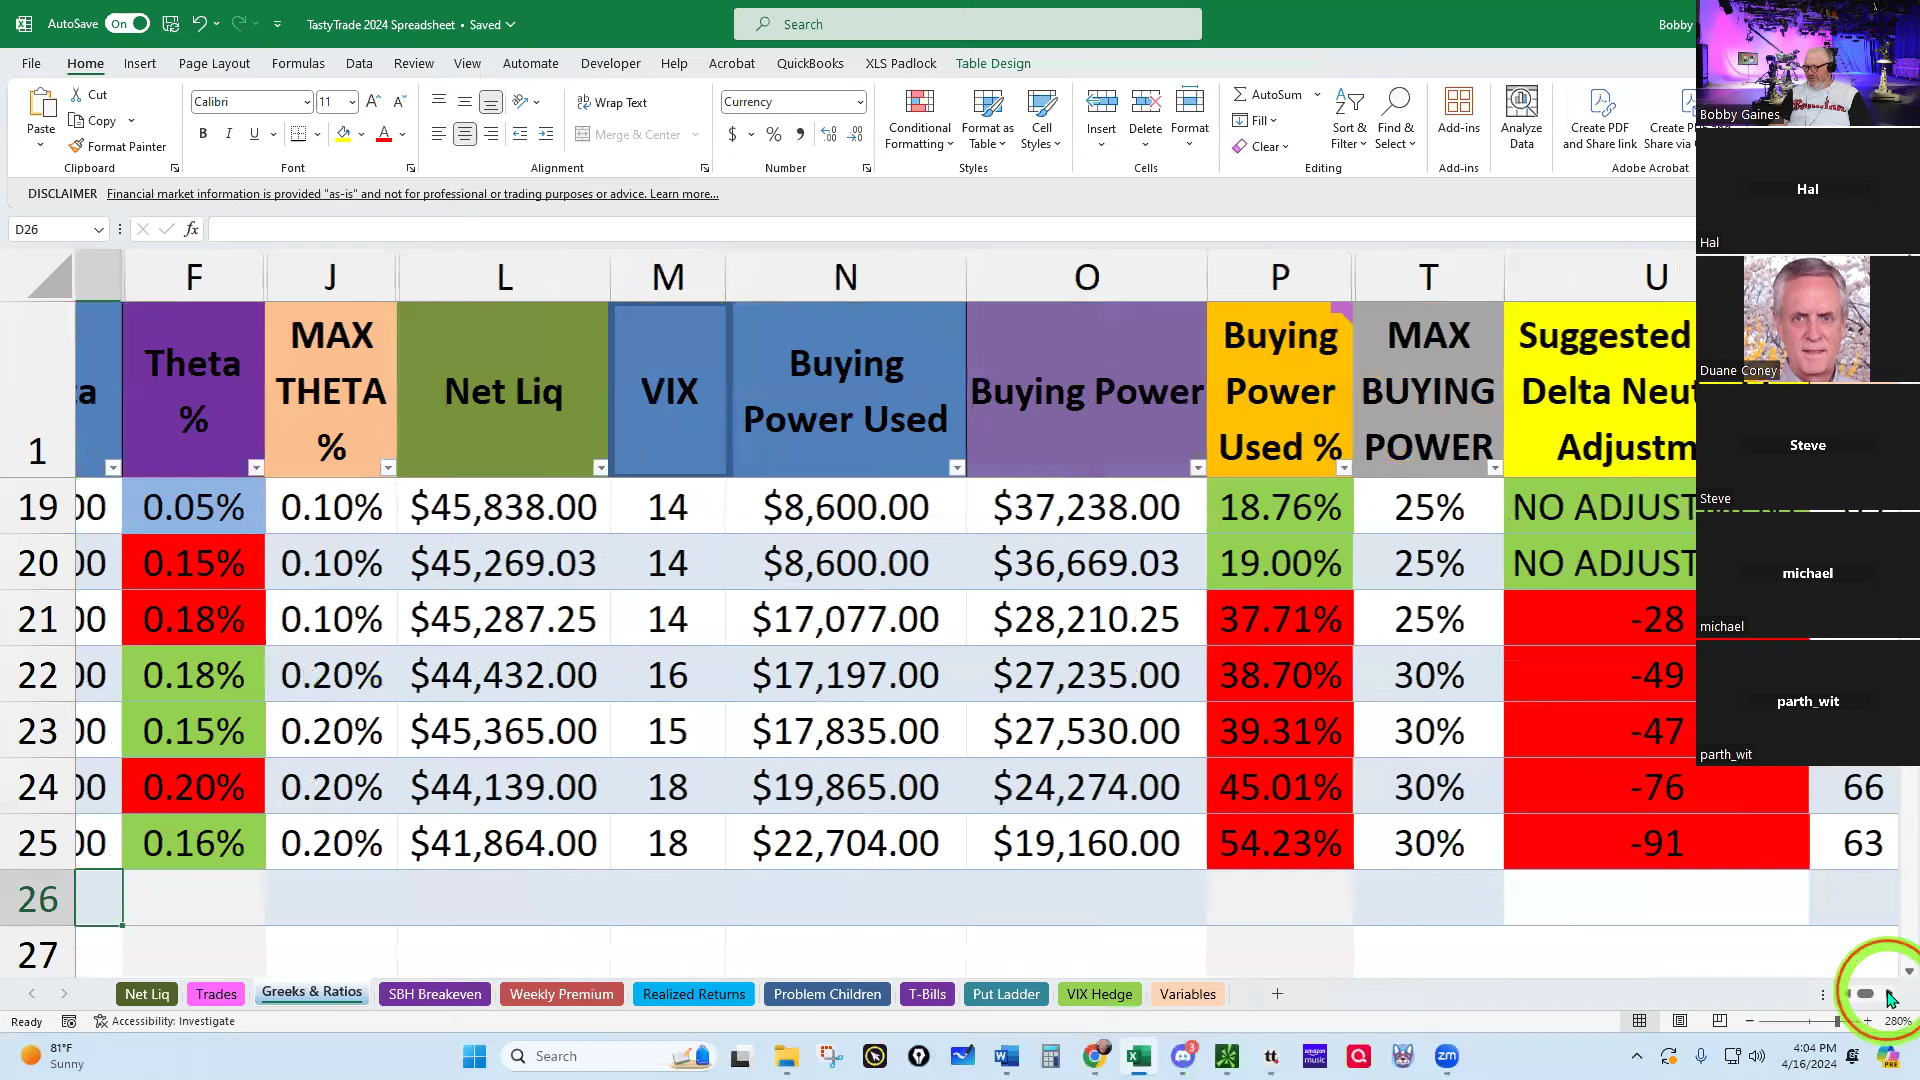 AutoSave On TastyTrade 2024 Spreadsheet • Saved Search Bobby
File Home Insert Page Layout Formulas Data Review View Automate Developer Help Acrobat QuickBooks XLS Padlock Table Design
Paste Cut Copy Format Painter Clipboard
Calibri 11 B I U A Font
Wrap Text Merge & Center Alignment
Currency $ % , Number
Conditional Formatting Format as Table Cell Styles Styles
Insert Delete Format Cells
AutoSum Fill Clear Sort & Filter Find & Select Editing
Add-ins Add-ins
Analyze Data
Create PDF and Share link Create PDF Share via Adobe Acrobat
DISCLAIMER Financial market information is provided "as-is" and not for professional or trading purposes or advice. Learn more...
D26 fx
F J L M N O P T U
1 a Theta % MAX THETA % Net Liq VIX Buying Power Used Buying Power Buying Power Used % MAX BUYING POWER Suggested Delta Neut Adjustm
19 00 0.05% 0.10% $45,838.00 14 $8,600.00 $37,238.00 18.76% 25% NO ADJUST
20 00 0.15% 0.10% $45,269.03 14 $8,600.00 $36,669.03 19.00% 25% NO ADJUST
21 00 0.18% 0.10% $45,287.25 14 $17,077.00 $28,210.25 37.71% 25% -28
22 00 0.18% 0.20% $44,432.00 16 $17,197.00 $27,235.00 38.70% 30% -49
23 00 0.15% 0.20% $45,365.00 15 $17,835.00 $27,530.00 39.31% 30% -47
24 00 0.20% 0.20% $44,139.00 18 $19,865.00 $24,274.00 45.01% 30% -76 66
25 00 0.16% 0.20% $41,864.00 18 $22,704.00 $19,160.00 54.23% 30% -91 63
26
27
Net Liq Trades Greeks & Ratios SBH Breakeven Weekly Premium Realized Returns Problem Children T-Bills Put Ladder VIX Hedge Variables
Ready Accessibility: Investigate 280%
81°F
Sunny
Search
4:04 PM
4/16/2024
Bobby Gaines
Hal
Hal
Duane Coney
Steve
Steve
michael
michael
parth_wit
parth_wit